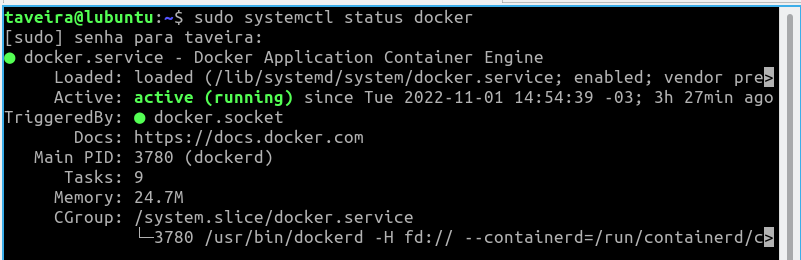 taveira@lubuntu:~$ sudo systemctl status docker
[sudo] senha para taveira:
● docker.service - Docker Application Container Engine
Loaded: loaded (/lib/systemd/system/docker.service; enabled; vendor pre>
Active: active (running) since Tue 2022-11-01 14:54:39 -03; 3h 27min ago
TriggeredBy: ● docker.socket
Docs: https://docs.docker.com
Main PID: 3780 (dockerd)
Tasks: 9
Memory: 24.7M
CGroup: /system.slice/docker.service
└─3780 /usr/bin/dockerd -H fd:// --containerd=/run/containerd/c>